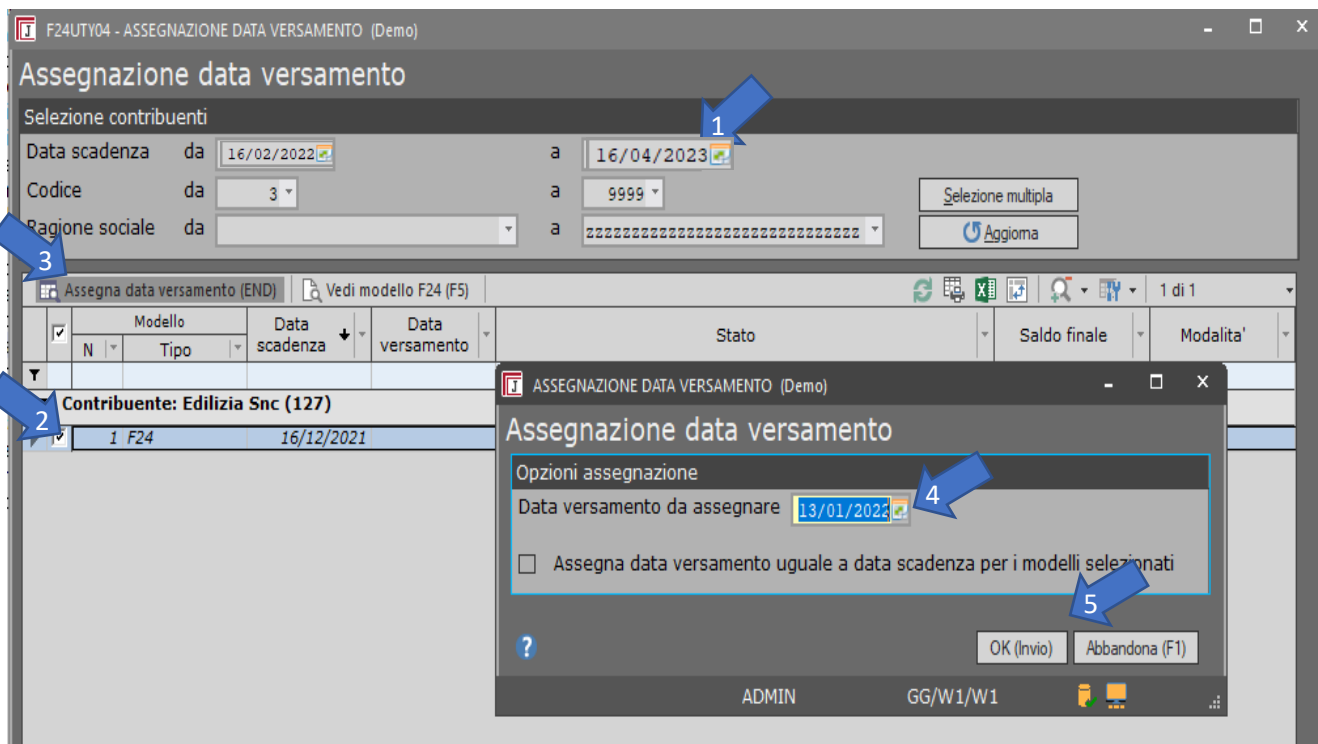 F24UTY04 - ASSEGNAZIONE DATA VERSAMENTO (Demo)
Assegnazione data versamento
Selezione contribuenti
1
Data scadenza da 16/02/2022 a 16/04/2023
Codice da 3 a 9999 Selezione multipla
Ragione sociale da a zzzzzzzzzzzzzzzzzzzzzzzzzzzzzz Aggiorna
3
Assegna data versamento (END) Vedi modello F24 (F5) 1 di 1
Modello Data scadenza Data versamento Stato Saldo finale Modalita'
N Tipo
2
Contribuente: Edilizia Snc (127)
1 F24 16/12/2021
ASSEGNAZIONE DATA VERSAMENTO (Demo)
Assegnazione data versamento
Opzioni assegnazione
Data versamento da assegnare 13/01/2022 4
Assegna data versamento uguale a data scadenza per i modelli selezionati
5
OK (Invio) Abbandona (F1)
ADMIN GG/W1/W1